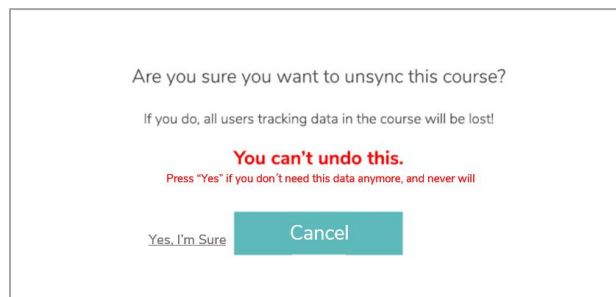 Are you sure you want to unsync this course?
If you do, all users tracking data in the course will be lost!
You can't undo this.
Press “Yes” if you don´t need this data anymore, and never will
Yes, I'm Sure
Cancel